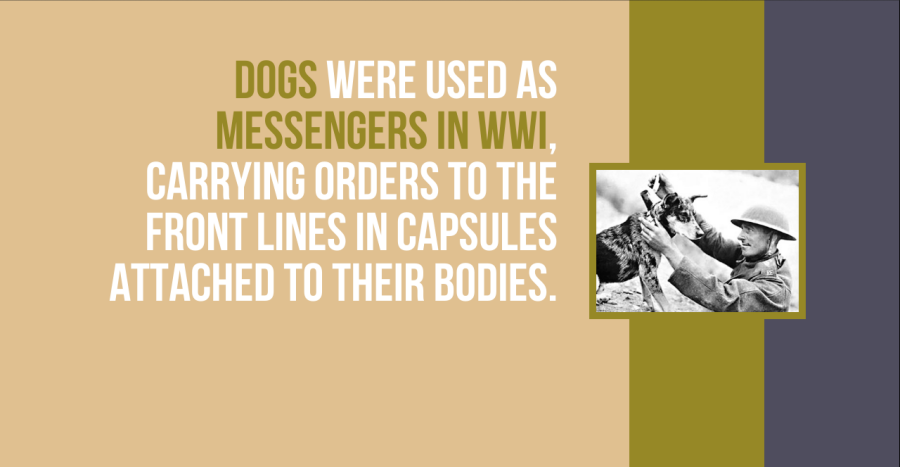 DOGS WERE USED AS
MESSENGERS IN WWI,
CARRYING ORDERS TO THE
FRONT LINES IN CAPSULES
ATTACHED TO THEIR BODIES.